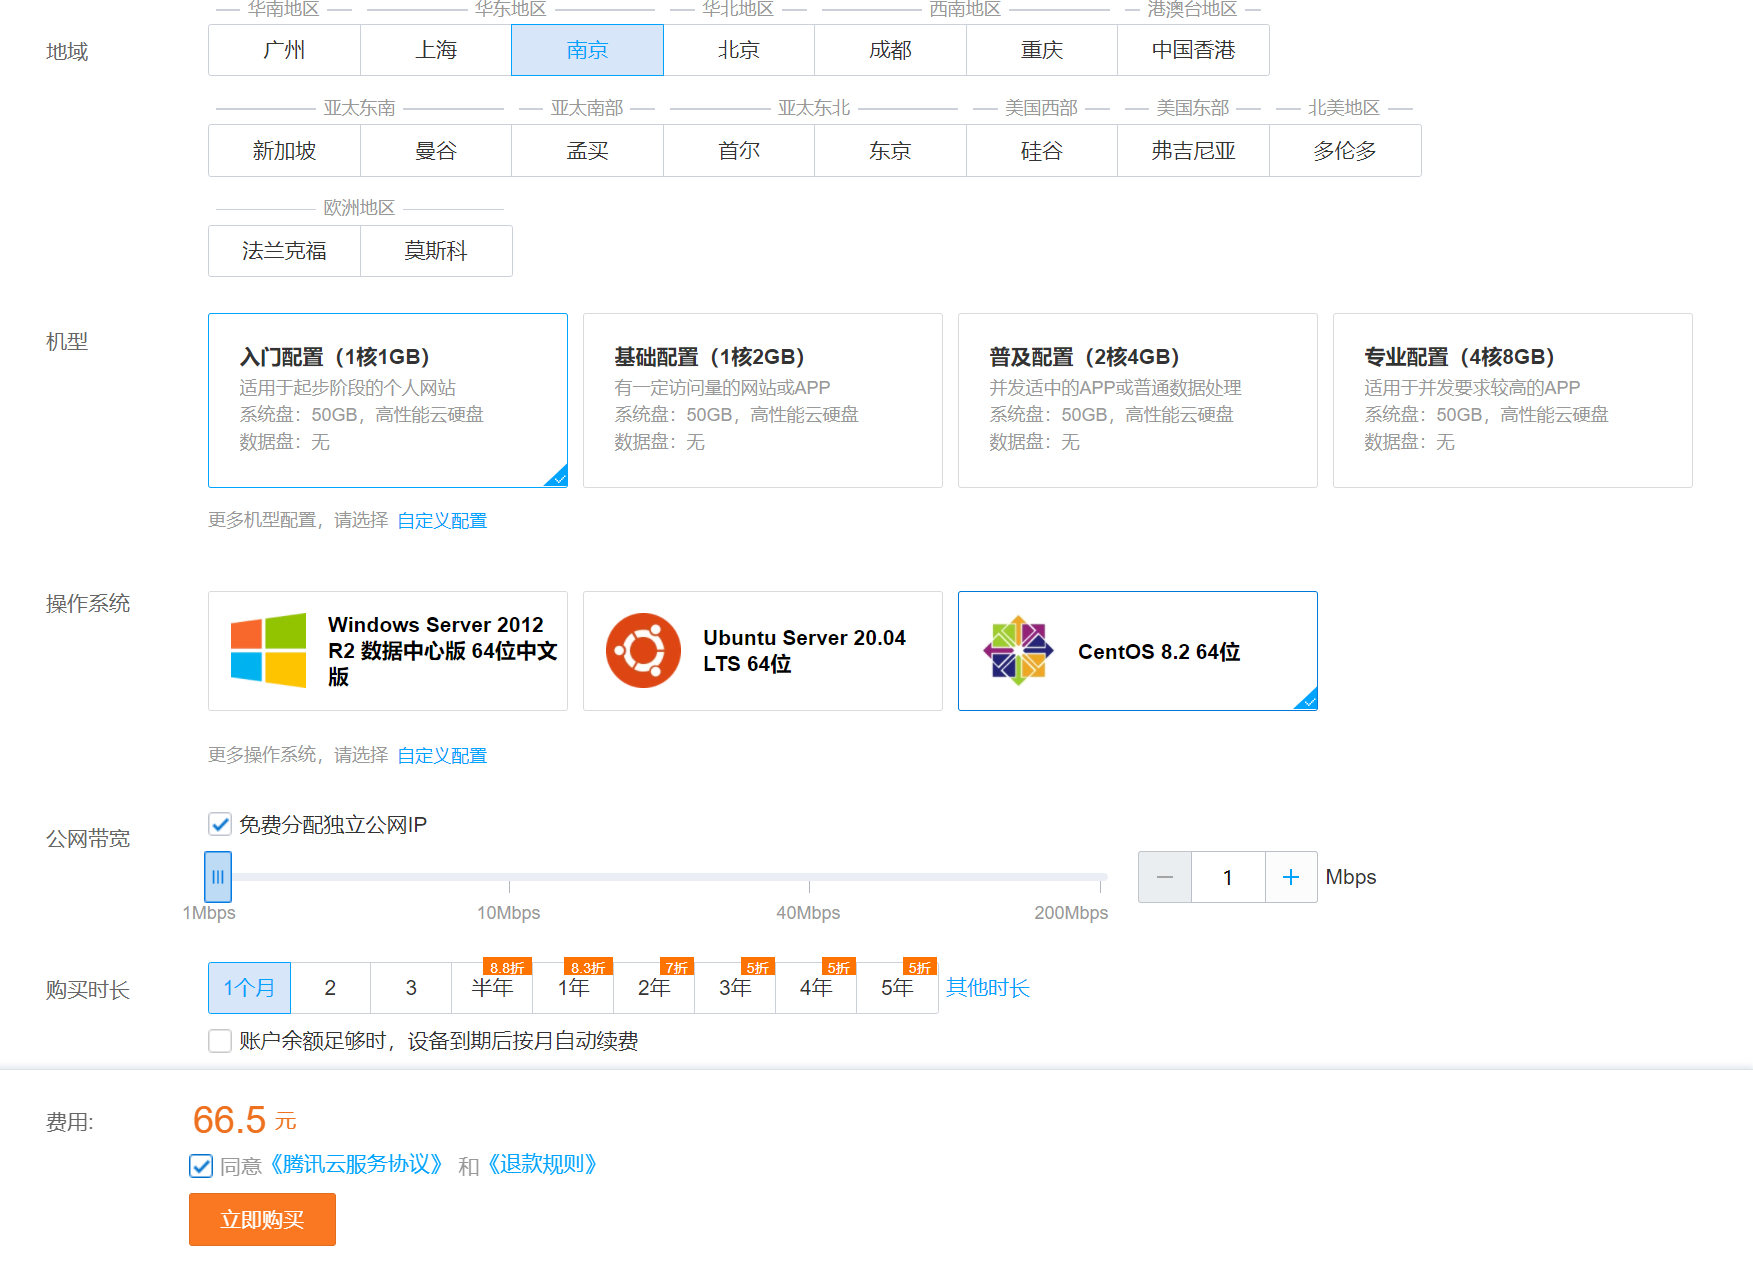 华南地区 华东地区 华北地区 西南地区 港澳台地区
地域 广州 上海 南京 北京 成都 重庆 中国香港
亚太东南 亚太南部 亚太东北 美国西部 美国东部 北美地区
新加坡 曼谷 孟买 首尔 东京 硅谷 弗吉尼亚 多伦多
欧洲地区
法兰克福 莫斯科
机型
入门配置（1核1GB）
适用于起步阶段的个人网站
系统盘：50GB，高性能云硬盘
数据盘：无
基础配置（1核2GB）
有一定访问量的网站或APP
系统盘：50GB，高性能云硬盘
数据盘：无
普及配置（2核4GB）
并发适中的APP或普通数据处理
系统盘：50GB，高性能云硬盘
数据盘：无
专业配置（4核8GB）
适用于并发要求较高的APP
系统盘：50GB，高性能云硬盘
数据盘：无
更多机型配置，请选择 自定义配置
操作系统
Windows Server 2012
R2 数据中心版 64位中文
版
Ubuntu Server 20.04
LTS 64位
CentOS 8.2 64位
更多操作系统，请选择 自定义配置
公网带宽
免费分配独立公网IP
1 Mbps
1Mbps 10Mbps 40Mbps 200Mbps
8.8折 8.3折 7折 5折 5折 5折
购买时长 1个月 2 3 半年 1年 2年 3年 4年 5年 其他时长
账户余额足够时，设备到期后按月自动续费
费用: 66.5 元
同意《腾讯云服务协议》 和《退款规则》
立即购买